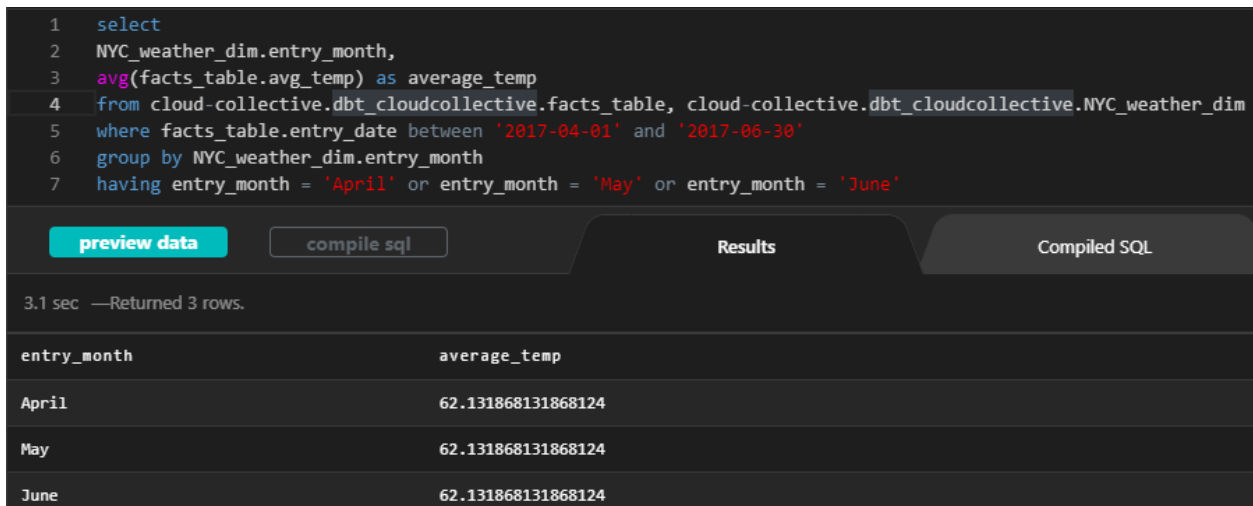 1 select
2 NYC_weather_dim.entry_month,
3 avg(facts_table.avg_temp) as average_temp
4 from cloud-collective.dbt_cloudcollective.facts_table, cloud-collective.dbt_cloudcollective.NYC_weather_dim
5 where facts_table.entry_date between '2017-04-01' and '2017-06-30'
6 group by NYC_weather_dim.entry_month
7 having entry_month = 'April' or entry_month = 'May' or entry_month = 'June'
preview data compile sql Results Compiled SQL
3.1 sec —Returned 3 rows.
entry_month average_temp
April 62.131868131868124
May 62.131868131868124
June 62.131868131868124